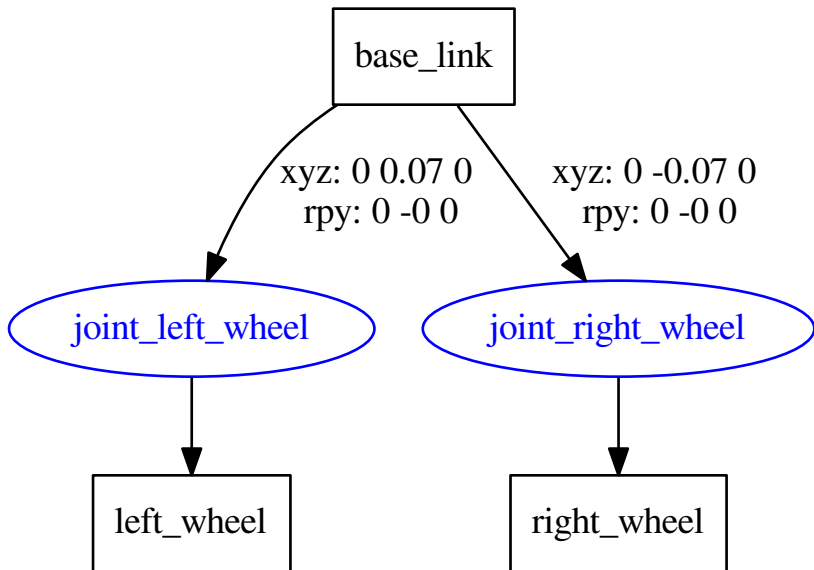 base_link
xyz: 0 0.07 0
rpy: 0 -0 0
xyz: 0 -0.07 0
rpy: 0 -0 0
joint_left_wheel
joint_right_wheel
left_wheel
right_wheel